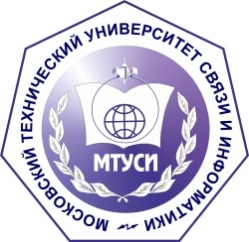 МОСКОВСКИЙ ТЕХНИЧЕСКИЙ УНИВЕРСИТЕТ СВЯЗИ И ИНФОРМАТИКИ
МТУСИ